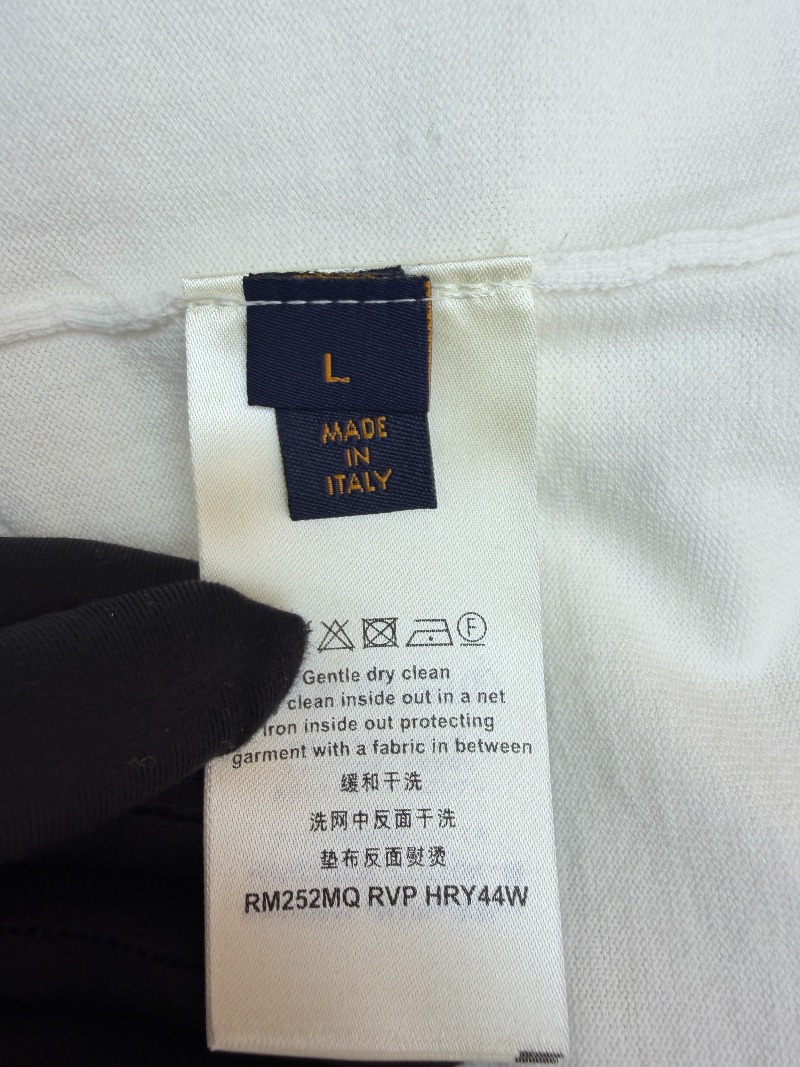 L
MADE
IN
ITALY
F
Gentle dry clean
clean inside out in a net
Iron inside out protecting
garment with a fabric in between
缓和干洗
洗网中反面干洗
垫布反面熨烫
RM252MQ RVP HRY44W